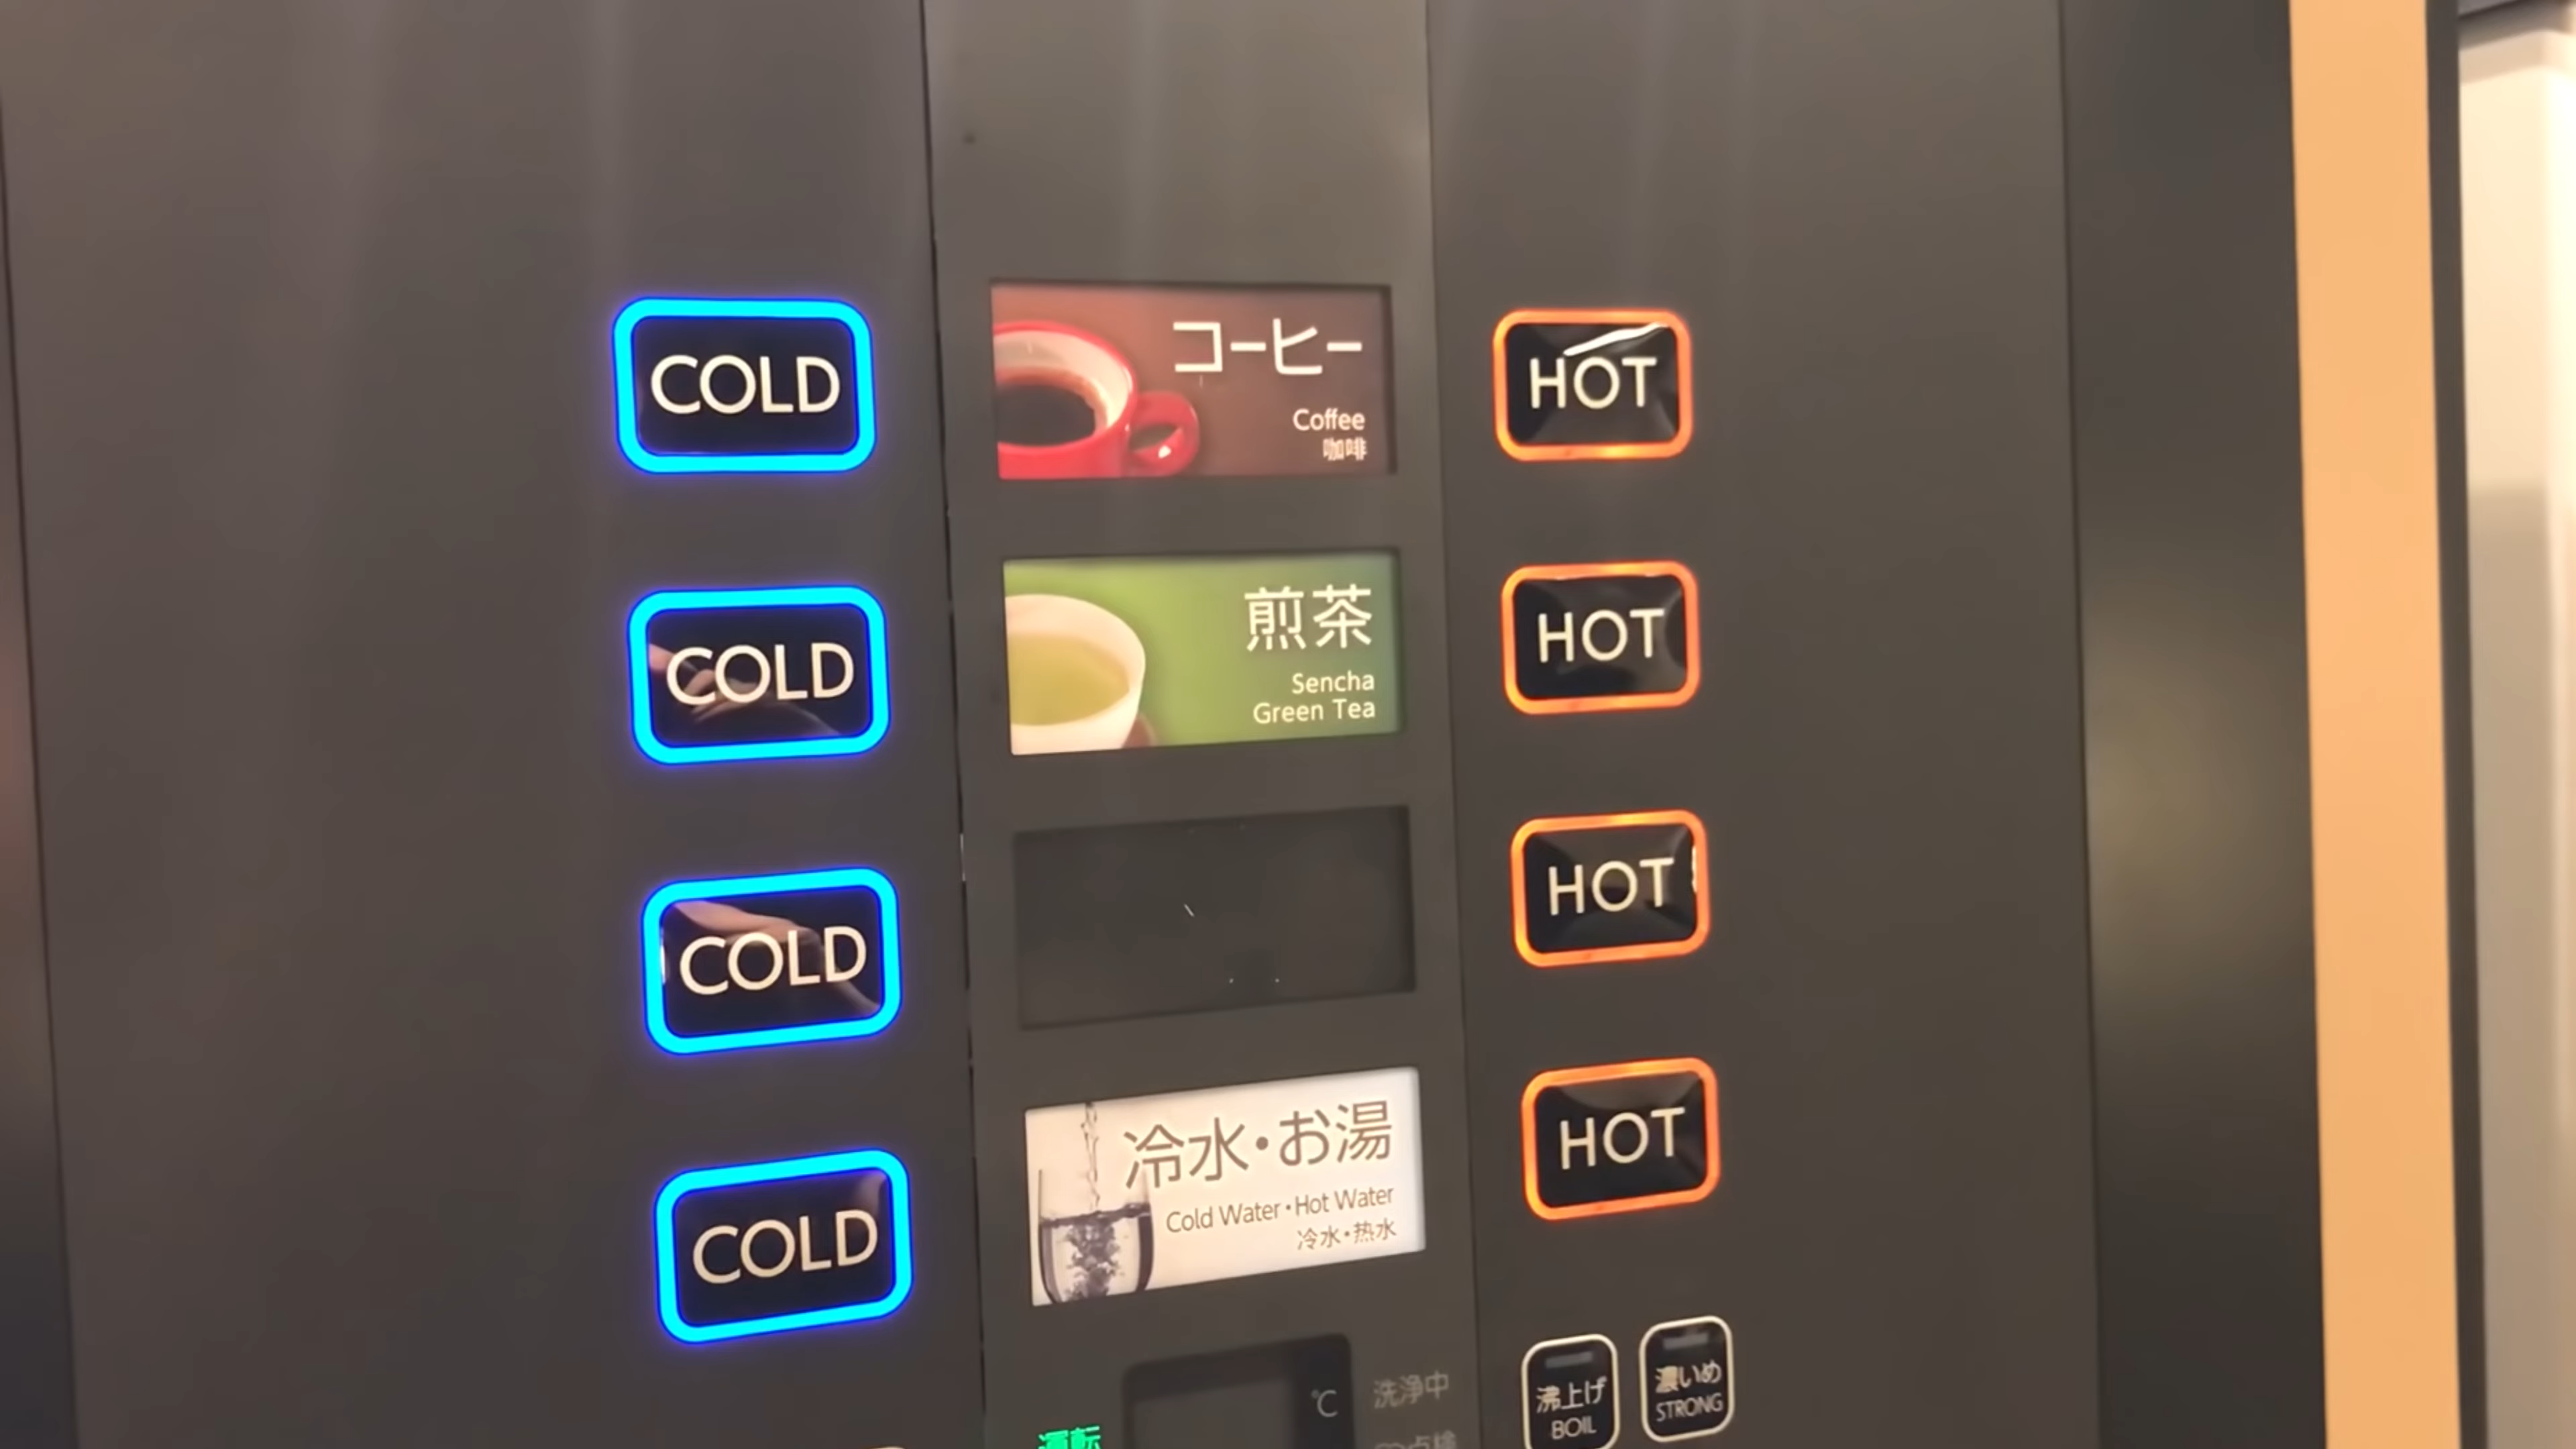 COLD
コーヒー
Coffee
咖啡
HOT
COLD
煎茶
Sencha
Green Tea
HOT
COLD
HOT
COLD
冷水・お湯
Cold Water・Hot Water
冷水・热水
HOT
℃
洗浄中
運転
沸上げ
BOIL
濃いめ
STRONG